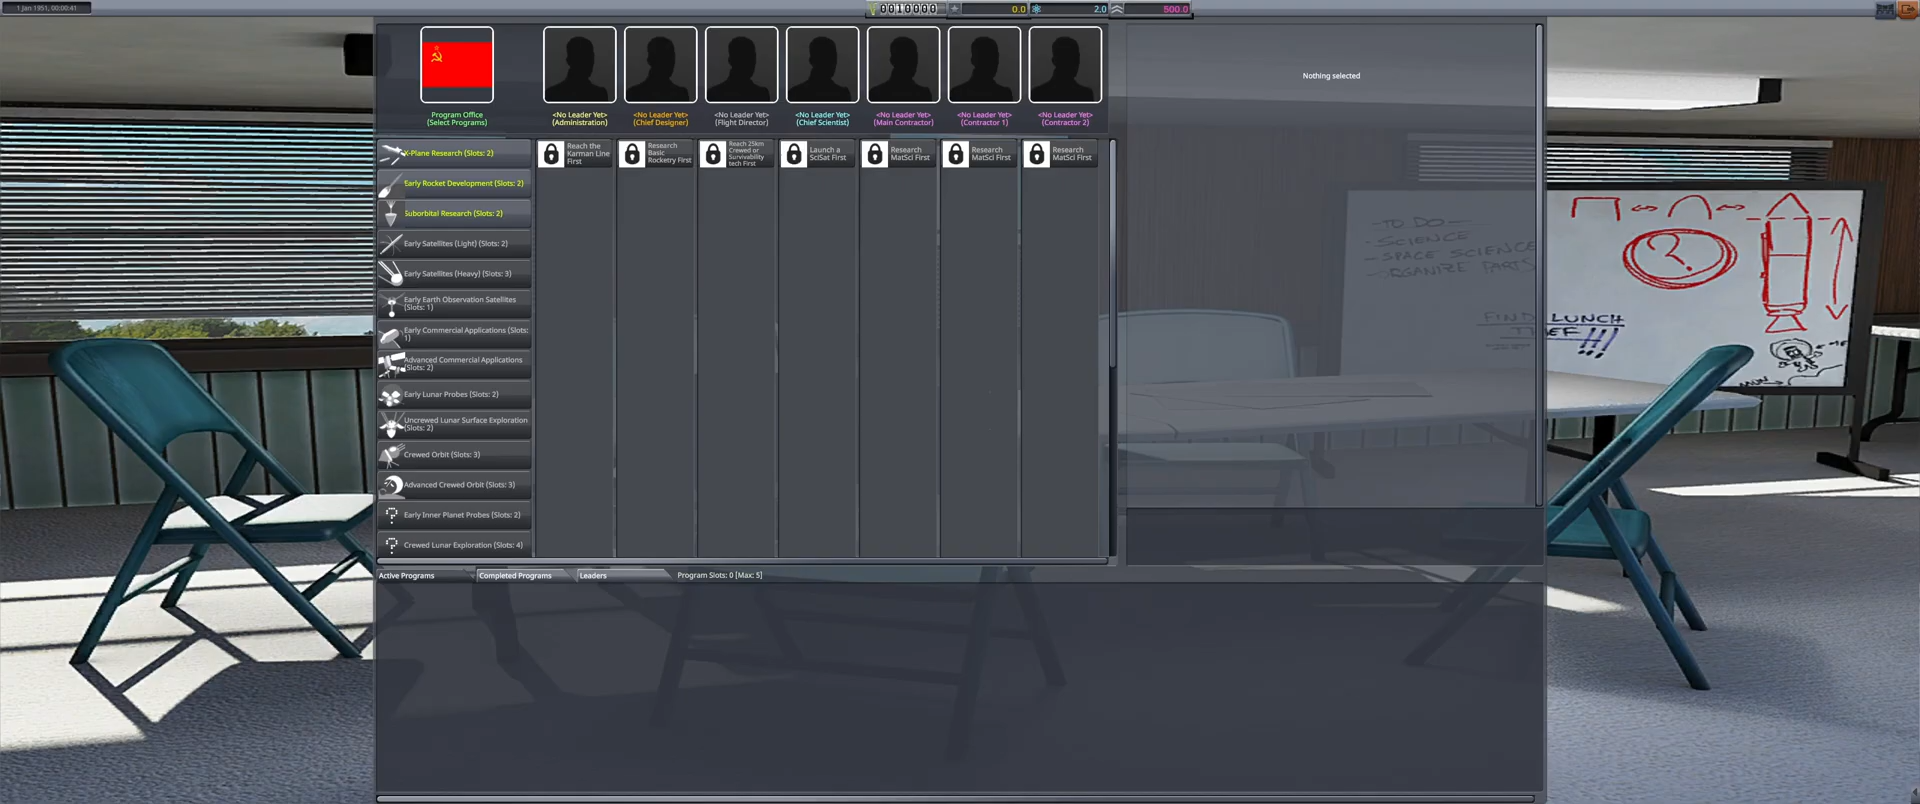 1 Jan 1951, 00:00:41
0010000
0.0
2.0
500.0
Program Office
(Select Programs)
<No Leader Yet>
(Administration)
<No Leader Yet>
(Chief Designer)
<No Leader Yet>
(Flight Director)
<No Leader Yet>
(Chief Scientist)
<No Leader Yet>
(Main Contractor)
<No Leader Yet>
(Contractor 1)
<No Leader Yet>
(Contractor 2)
Nothing selected
X-Plane Research (Slots: 2)
Early Rocket Development (Slots: 2)
Suborbital Research (Slots: 2)
Early Satellites (Light) (Slots: 2)
Early Satellites (Heavy) (Slots: 3)
Early Earth Observation Satellites
(Slots: 1)
Early Commercial Applications (Slots:
1)
Advanced Commercial Applications
(Slots: 2)
Early Lunar Probes (Slots: 2)
Uncrewed Lunar Surface Exploration
(Slots: 2)
Crewed Orbit (Slots: 3)
Advanced Crewed Orbit (Slots: 3)
Early Inner Planet Probes (Slots: 2)
Crewed Lunar Exploration (Slots: 4)
Reach the
Karman Line
First
Research
Basic
Rocketry First
Reach 25km
Crewed or
Survivability
tech First
Launch a
SciSat First
Research
MatSci First
Research
MatSci First
Research
MatSci First
-TO DO-
-SCIENCE
-SPACE SCIENCE
-ORGANIZE PARTS
FIND LUNCH
THIEF!!!
?
ME
MUN
Active Programs
Completed Programs
Leaders
Program Slots: 0 [Max: 5]